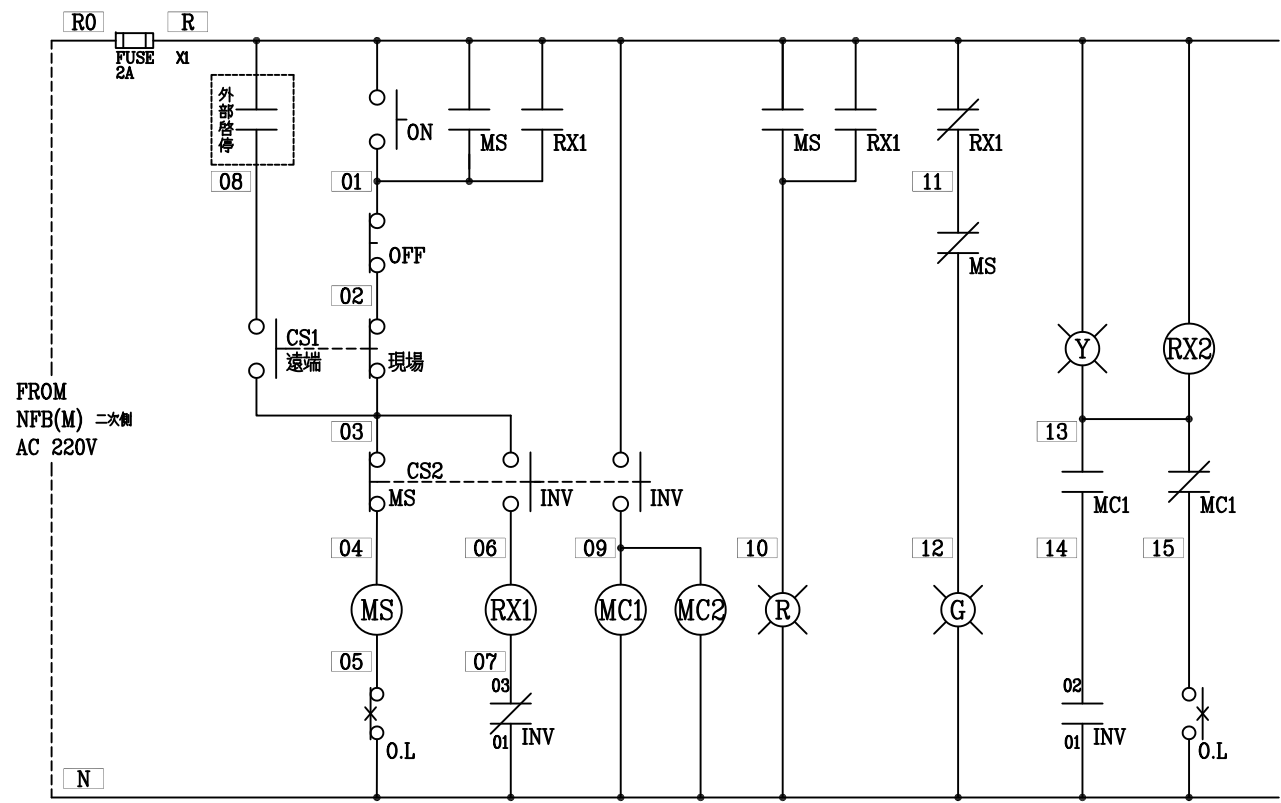 R0
R
FUSE
2A
X1
外部啓停
ON
MS
RX1
MS
RX1
RX1
08
01
11
OFF
MS
02
CS1
遠端
現場
Y
RX2
FROM
NFB(M) 二次側
AC 220V
03
13
CS2
MS
INV
INV
MC1
MC1
04
06
09
10
12
14
15
MS
RX1
MC1
MC2
R
G
05
07
03
02
01
INV
01
INV
O.L
O.L
N